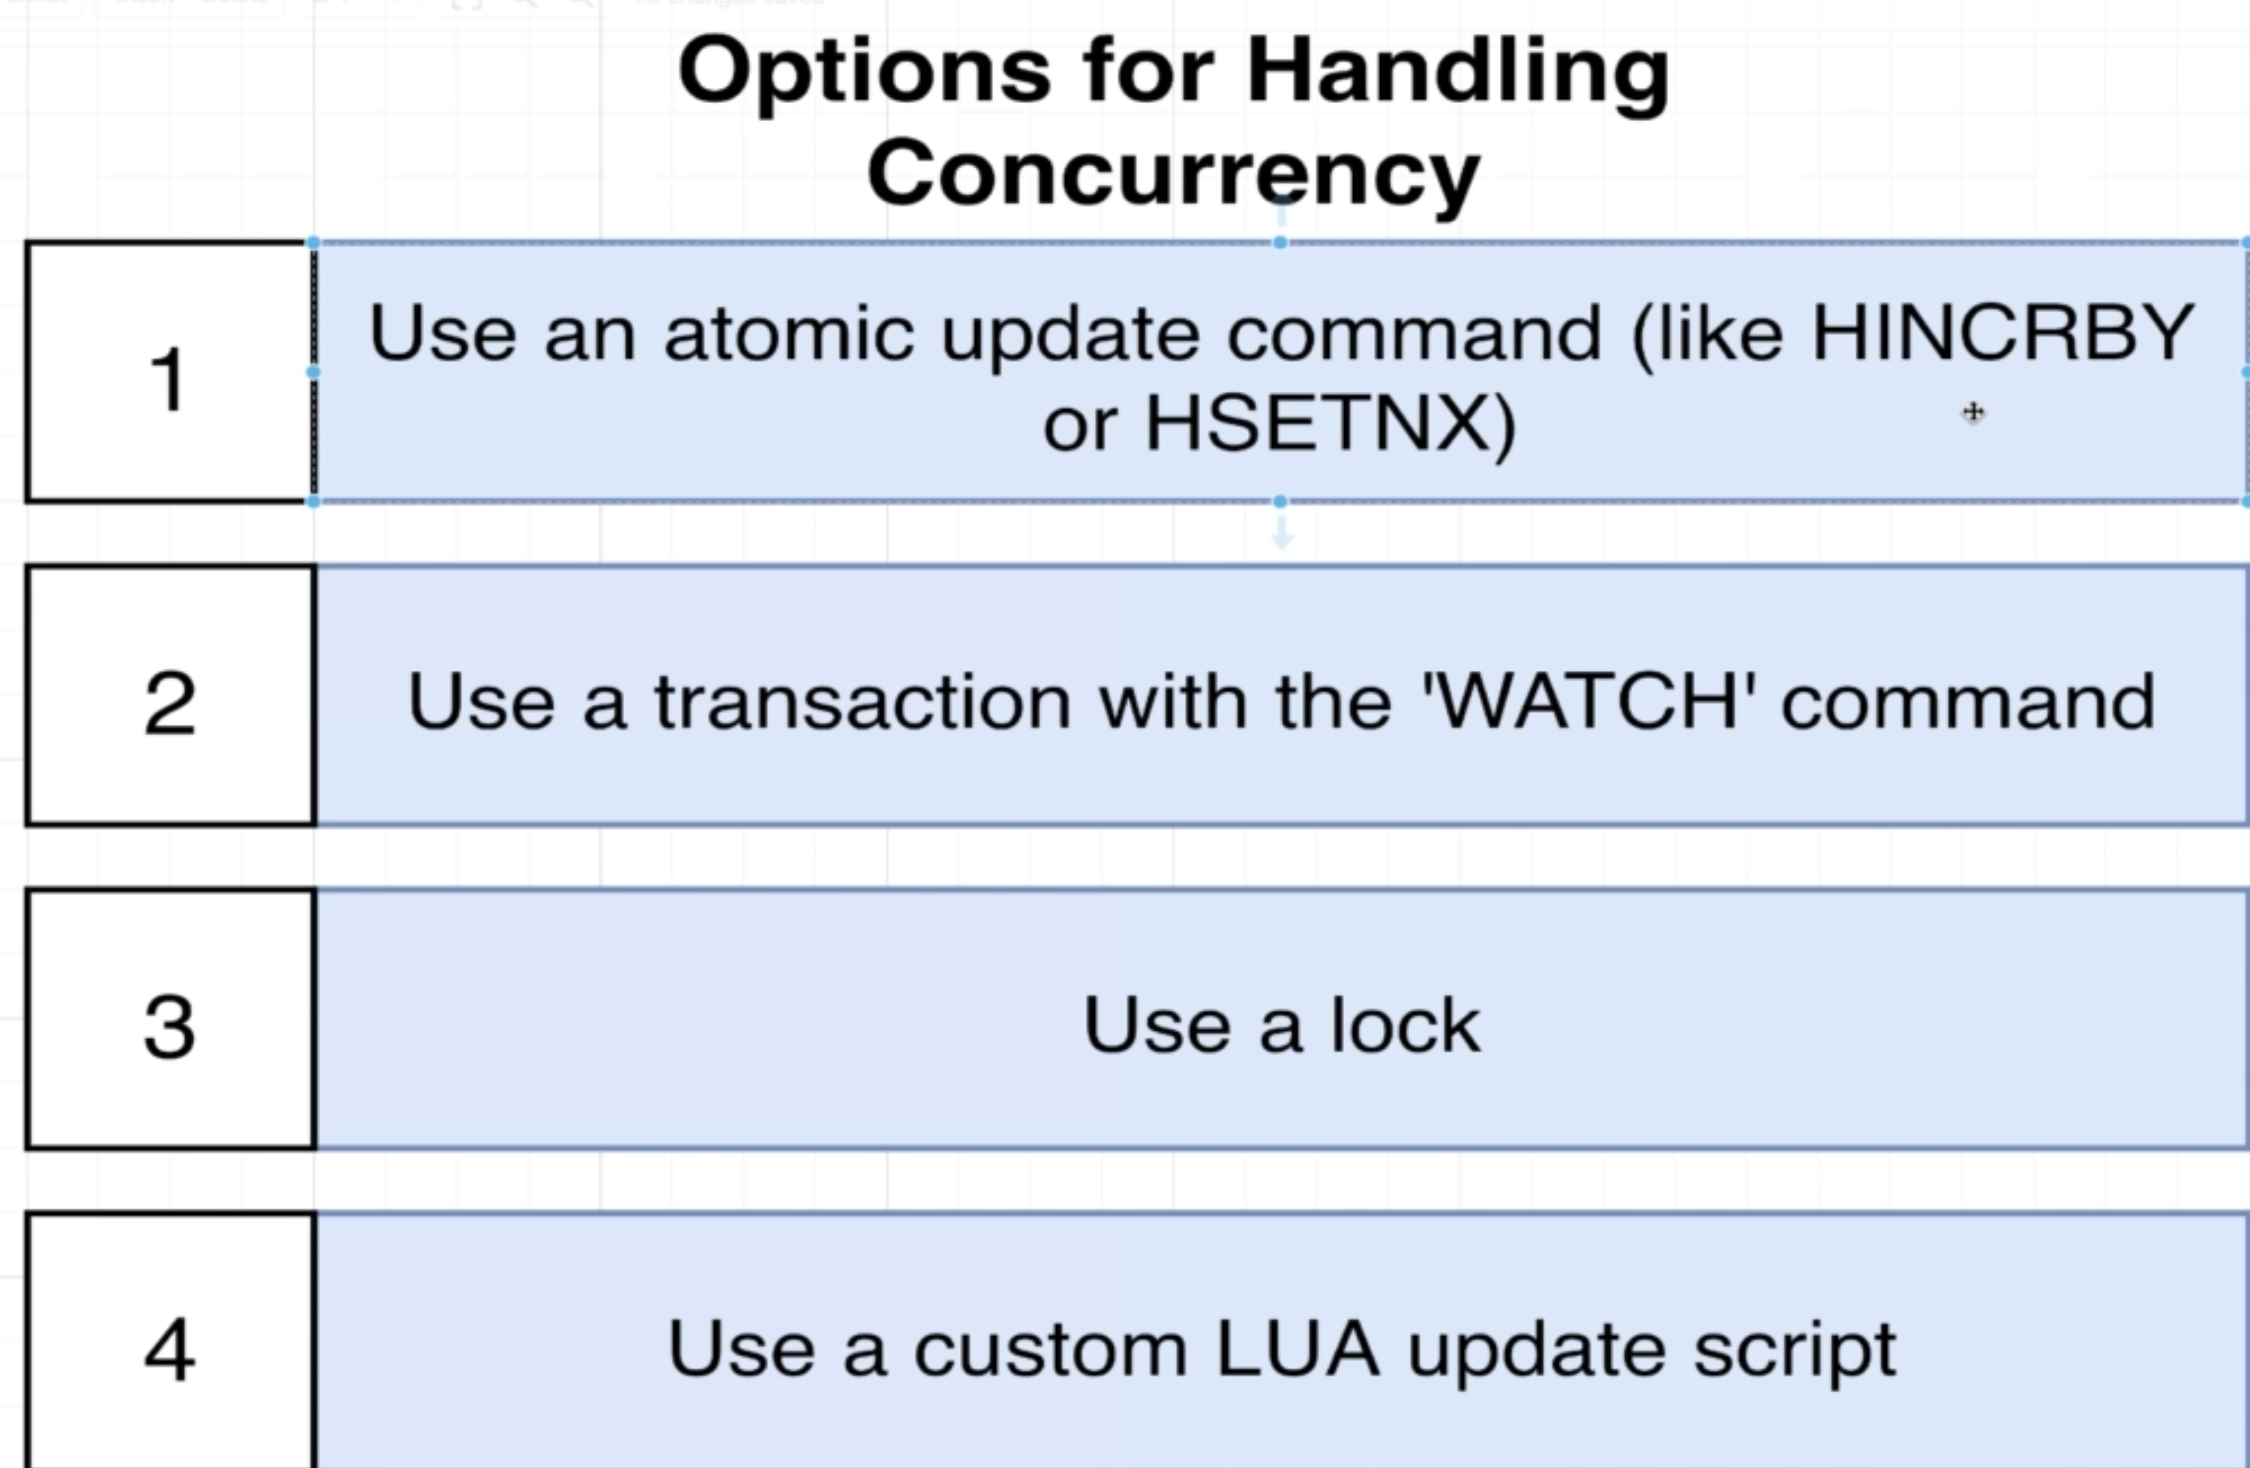 Options for Handling
Concurrency
1
Use an atomic update command (like HINCRBY
or HSETNX)
2
Use a transaction with the 'WATCH' command
3
Use a lock
4
Use a custom LUA update script